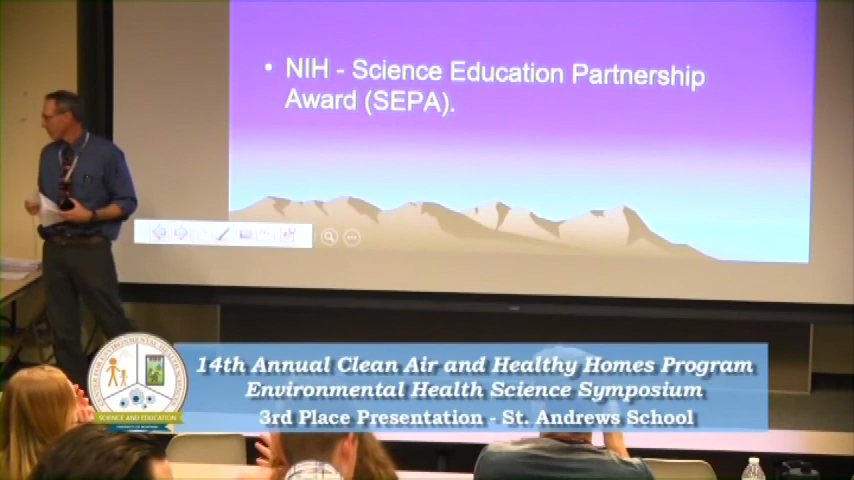 • NIH - Science Education Partnership
Award (SEPA).
14th Annual Clean Air and Healthy Homes Program
Environmental Health Science Symposium
3rd Place Presentation - St. Andrews School
SCIENCE AND EDUCATION